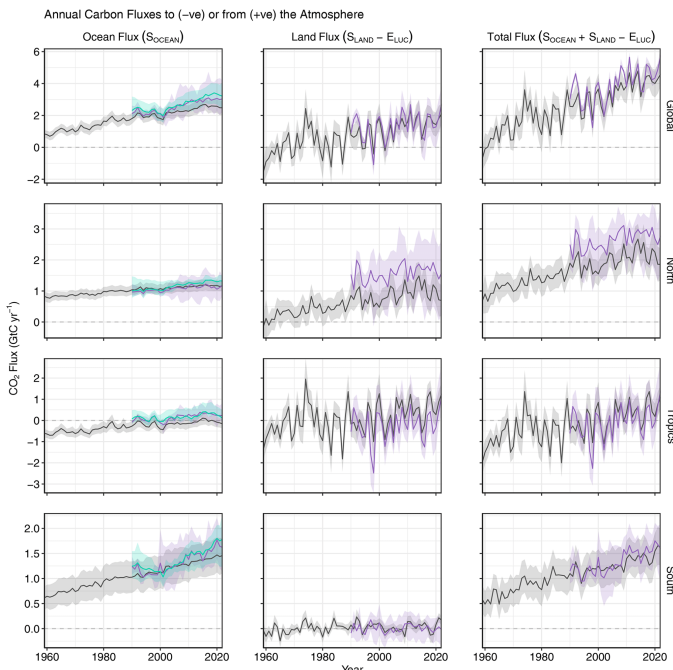 Annual Carbon Fluxes to (−ve) or from (+ve) the Atmosphere
Ocean Flux (SOCEAN)
Land Flux (SLAND − ELUC)
Total Flux (SOCEAN + SLAND − ELUC)
6
4
2
0
−2
Global
3
2
1
0
North
CO2 Flux (GtC yr−1)
2
1
0
−1
−2
−3
Tropics
2.0
1.5
1.0
0.5
0.0
South
1960 1980 2000 2020
1960 1980 2000 2020
1960 1980 2000 2020
Year